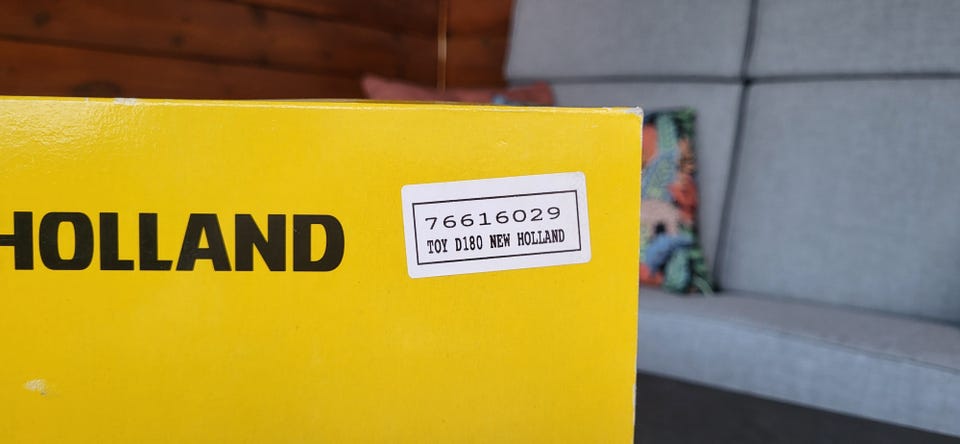 HOLLAND
76616029
TOY D180 NEW HOLLAND